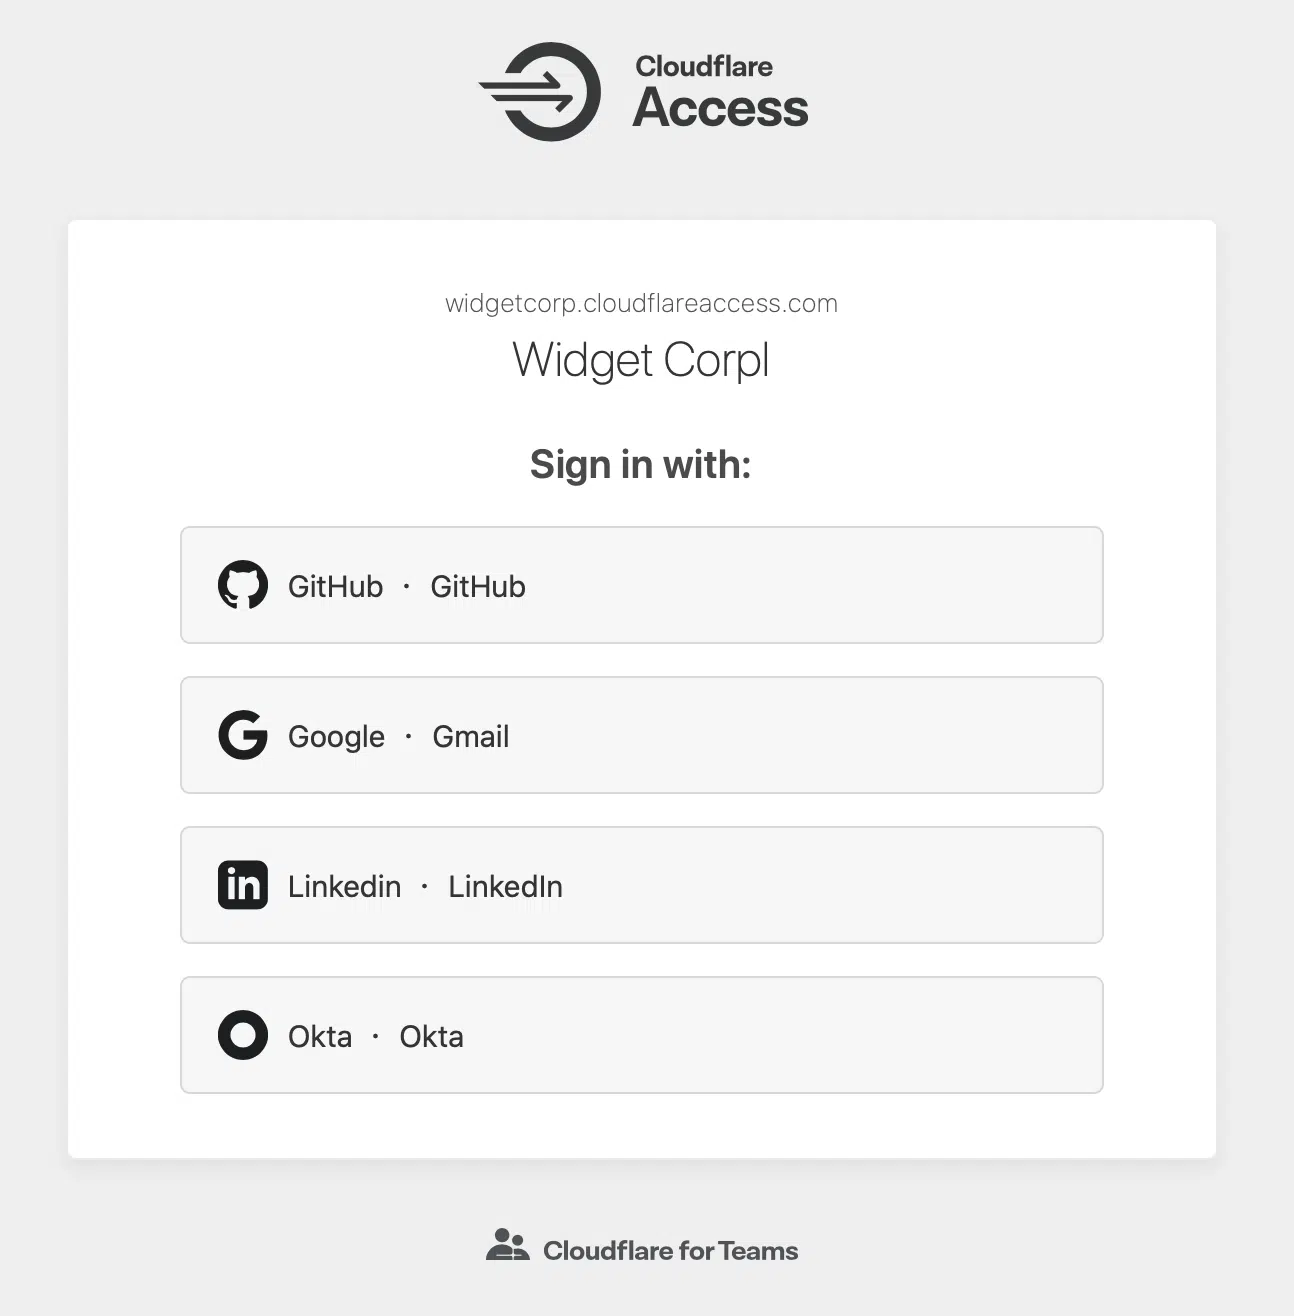 Cloudflare
Access
widgetcorp.cloudflareaccess.com
Widget Corpl
Sign in with:
GitHub · GitHub
Google · Gmail
in Linkedin · LinkedIn
Okta · Okta
Cloudflare for Teams